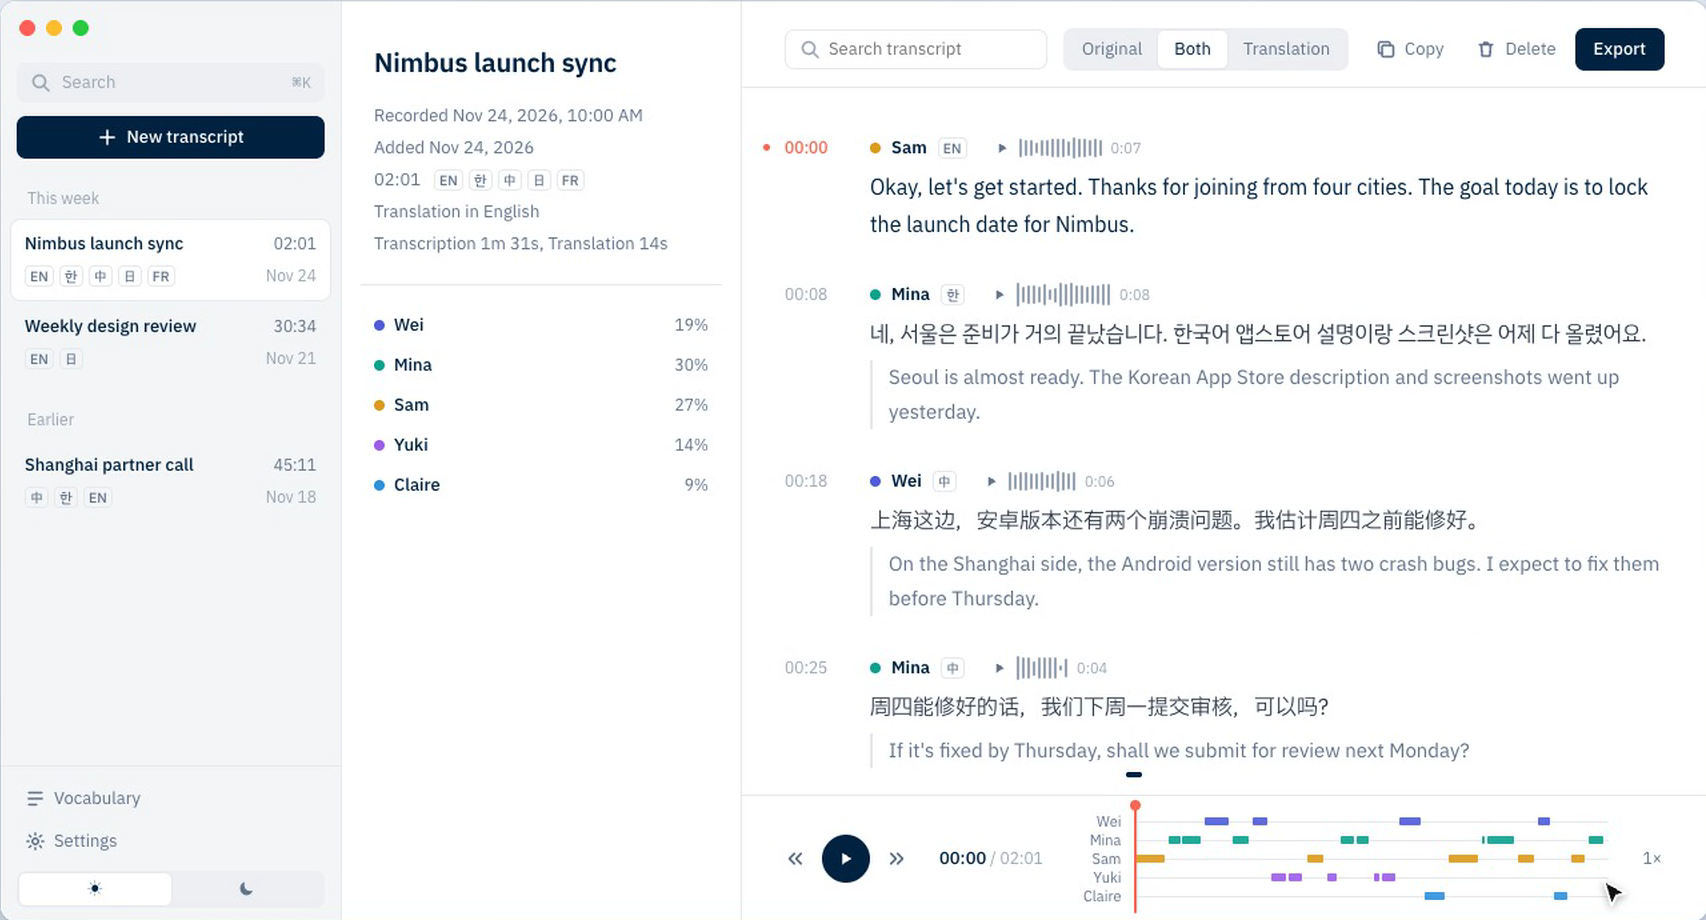 Search ⌘K
New transcript
This week
Nimbus launch sync 02:01
EN 한 中 日 FR Nov 24
Weekly design review 30:34
EN 日 Nov 21
Earlier
Shanghai partner call 45:11
中 한 EN Nov 18
Vocabulary
Settings
Nimbus launch sync
Recorded Nov 24, 2026, 10:00 AM
Added Nov 24, 2026
02:01 EN 한 中 日 FR
Translation in English
Transcription 1m 31s, Translation 14s
Wei 19%
Mina 30%
Sam 27%
Yuki 14%
Claire 9%
Search transcript Original Both Translation Copy Delete Export
00:00 Sam EN 0:07
Okay, let's get started. Thanks for joining from four cities. The goal today is to lock
the launch date for Nimbus.
00:08 Mina 한 0:08
네, 서울은 준비가 거의 끝났습니다. 한국어 앱스토어 설명이랑 스크린샷은 어제 다 올렸어요.
Seoul is almost ready. The Korean App Store description and screenshots went up
yesterday.
00:18 Wei 中 0:06
上海这边，安卓版本还有两个崩溃问题。我估计周四之前能修好。
On the Shanghai side, the Android version still has two crash bugs. I expect to fix them
before Thursday.
00:25 Mina 中 0:04
周四能修好的话，我们下周一提交审核，可以吗？
If it's fixed by Thursday, shall we submit for review next Monday?
00:00 / 02:01
Wei
Mina
Sam
Yuki
Claire
1×